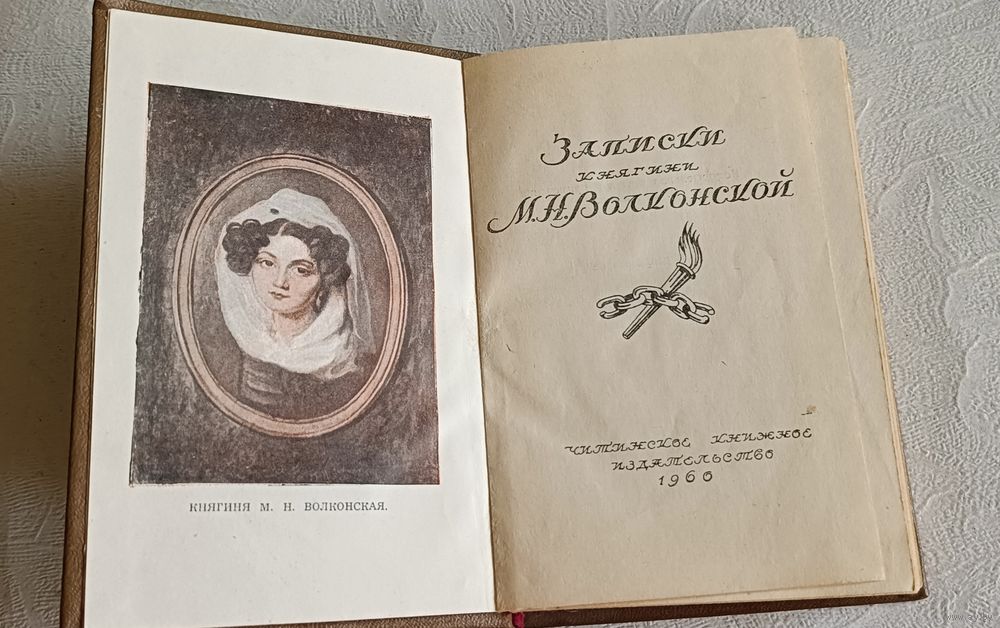 КНЯГИНЯ М. Н. ВОЛКОНСКАЯ.
ЗАПИСКИ
КНЯГИНИ
М.Н.ВОЛКОНСКОЙ
ЧИТИНСКОЕ КНИЖНОЕ
ИЗДАТЕЛЬСТВО
1960